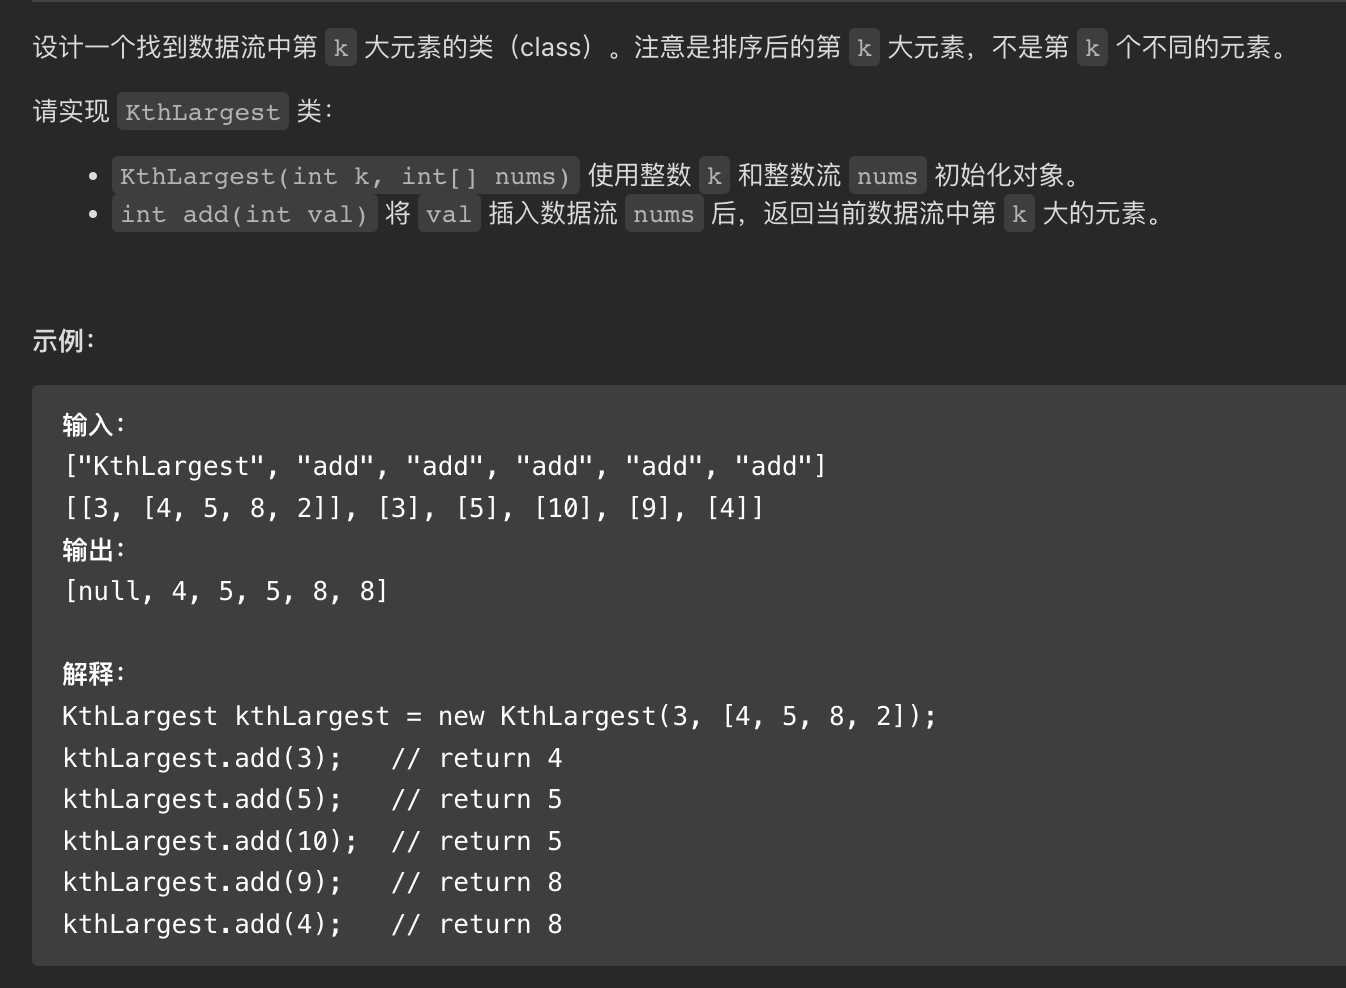 设计一个找到数据流中第 k 大元素的类（class）。注意是排序后的第 k 大元素，不是第 k 个不同的元素。
请实现 KthLargest 类：
• KthLargest(int k, int[] nums) 使用整数 k 和整数流 nums 初始化对象。
• int add(int val) 将 val 插入数据流 nums 后，返回当前数据流中第 k 大的元素。
示例：
输入：
["KthLargest", "add", "add", "add", "add", "add"]
[[3, [4, 5, 8, 2]], [3], [5], [10], [9], [4]]
输出：
[null, 4, 5, 5, 8, 8]
解释：
KthLargest kthLargest = new KthLargest(3, [4, 5, 8, 2]);
kthLargest.add(3);   // return 4
kthLargest.add(5);   // return 5
kthLargest.add(10);  // return 5
kthLargest.add(9);   // return 8
kthLargest.add(4);   // return 8